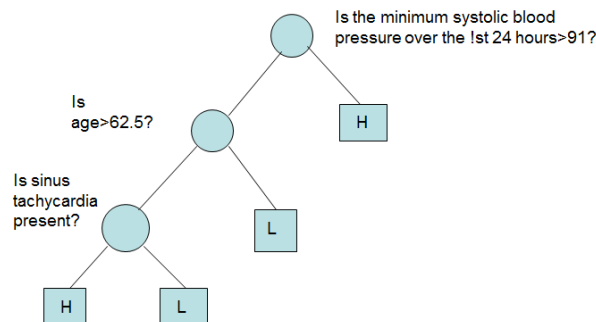 Is the minimum systolic blood
pressure over the !st 24 hours>91?
Is
age>62.5?
H
Is sinus
tachycardia
present?
L
H
L